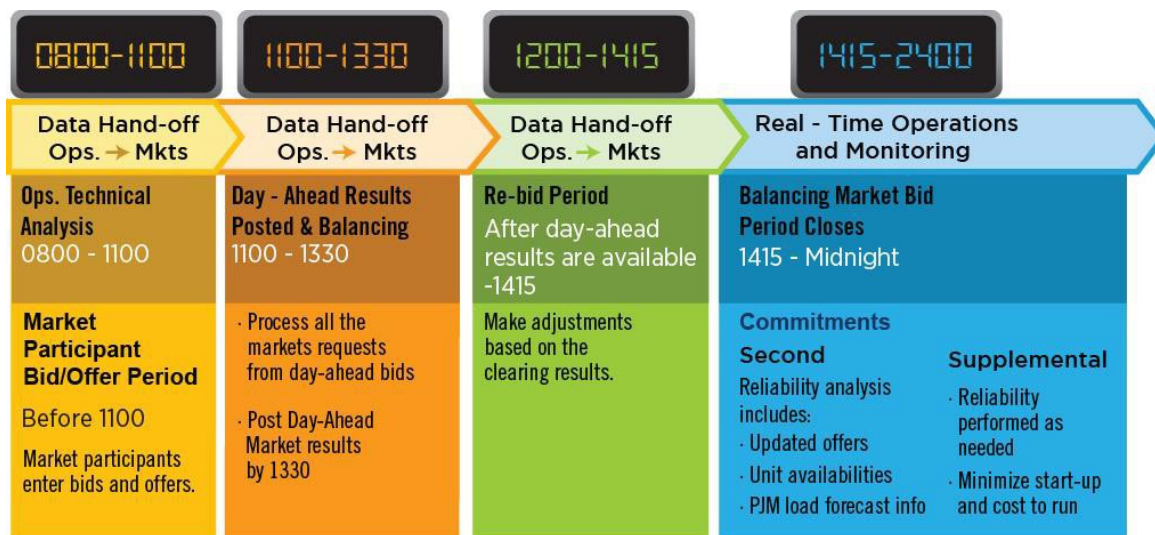 0800-1100
1100-1330
1200-1415
1415-2400
Data Hand-off
Ops. → Mkts
Data Hand-off
Ops. → Mkts
Data Hand-off
Ops. → Mkts
Real - Time Operations
and Monitoring
Ops. Technical
Analysis
0800 - 1100
Market
Participant
Bid/Offer Period
Before 1100
Market participants
enter bids and offers.
Day - Ahead Results
Posted & Balancing
1100 - 1330
· Process all the
markets requests
from day-ahead bids
· Post Day-Ahead
Market results
by 1330
Re-bid Period
After day-ahead
results are available
-1415
Make adjustments
based on the
clearing results.
Balancing Market Bid
Period Closes
1415 - Midnight
Commitments
Second
Reliability analysis
includes:
· Updated offers
· Unit availabilities
· PJM load forecast info
Supplemental
· Reliability
performed as
needed
· Minimize start-up
and cost to run